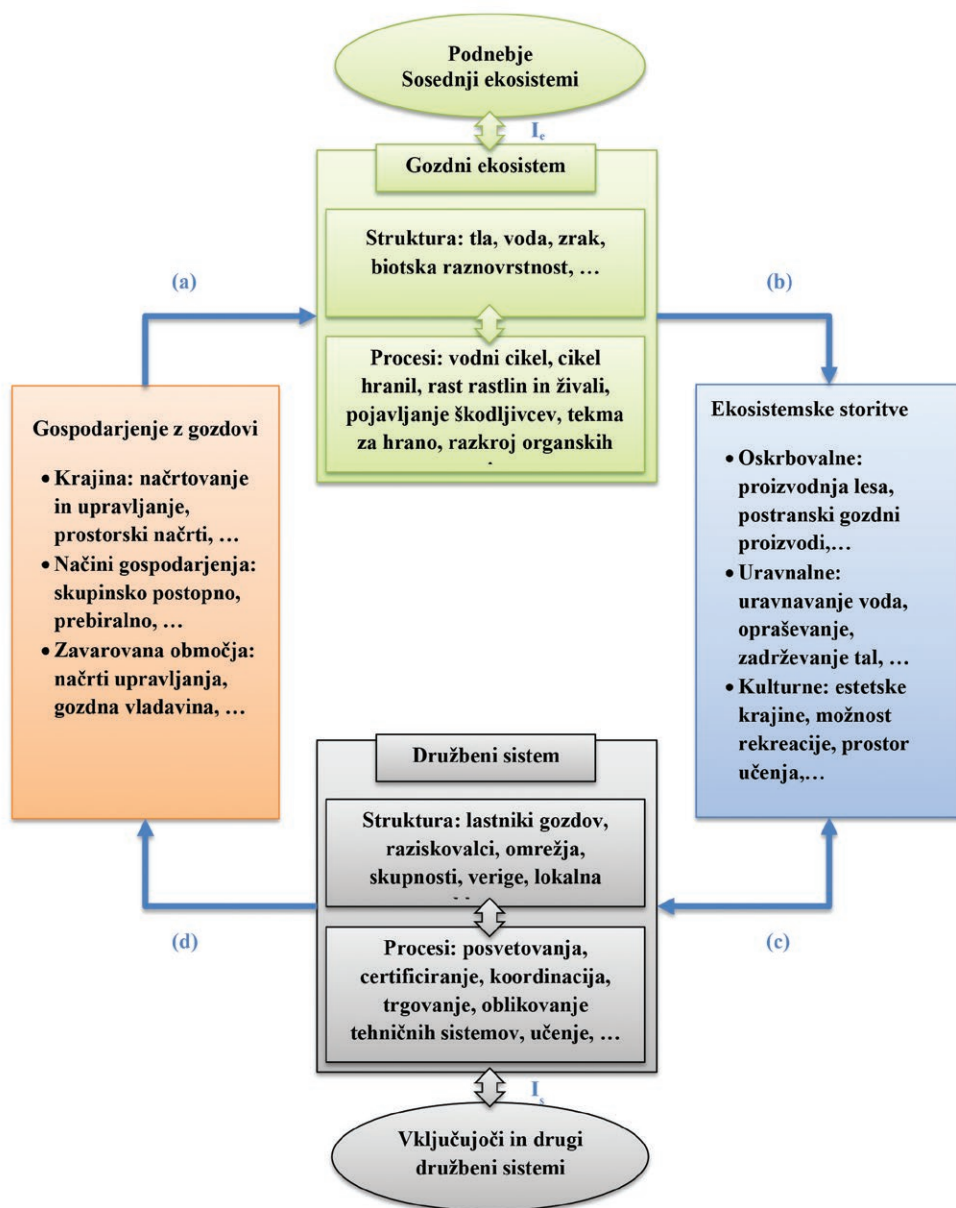 Podnebje
Sosednji ekosistemi
Iₑ
Gozdni ekosistem
Struktura: tla, voda, zrak,
biotska raznovrstnost, …
(a)
(b)
Procesi: vodni cikel, cikel
hranil, rast rastlin in živali,
pojavljanje škodljivcev, tekma
za hrano, razkroj organskih
Gospodarjenje z gozdovi
• Krajina: načrtovanje
in upravljanje,
prostorski načrti, …
• Načini gospodarjenja:
skupinsko postopno,
prebiralno, …
• Zavarovana območja:
načrti upravljanja,
gozdna vladavina, …
Ekosistemske storitve
• Oskrbovalne:
proizvodnja lesa,
postranski gozdni
proizvodi,…
• Uravnalne:
uravnavanje voda,
opraševanje,
zadrževanje tal, …
• Kulturne: estetske
krajine, možnost
rekreacije, prostor
učenja,…
Družbeni sistem
Struktura: lastniki gozdov,
raziskovalci, omrežja,
skupnosti, verige, lokalna
(d)
(c)
Procesi: posvetovanja,
certificiranje, koordinacija,
trgovanje, oblikovanje
tehničnih sistemov, učenje, …
Iₛ
Vključujoči in drugi
družbeni sistemi